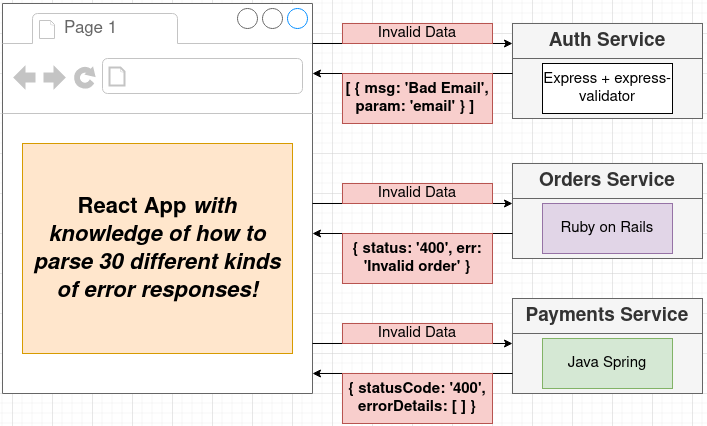 Page 1
React App with
knowledge of how to
parse 30 different kinds
of error responses!
Invalid Data
[ { msg: 'Bad Email',
param: 'email' } ]
Auth Service
Express + express-
validator
Invalid Data
{ status: '400', err:
'Invalid order' }
Orders Service
Ruby on Rails
Invalid Data
{ statusCode: '400',
errorDetails: [ ] }
Payments Service
Java Spring